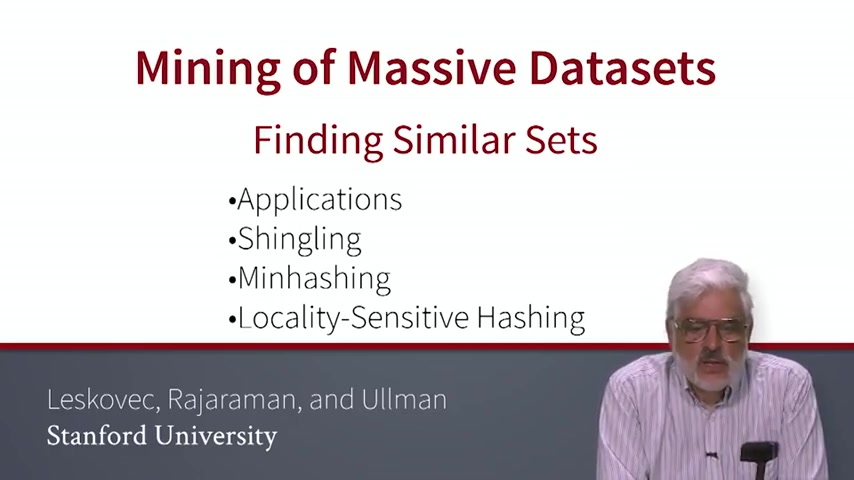 Mining of Massive Datasets
Finding Similar Sets
•Applications
•Shingling
•Minhashing
•Locality-Sensitive Hashing
Leskovec, Rajaraman, and Ullman
Stanford University